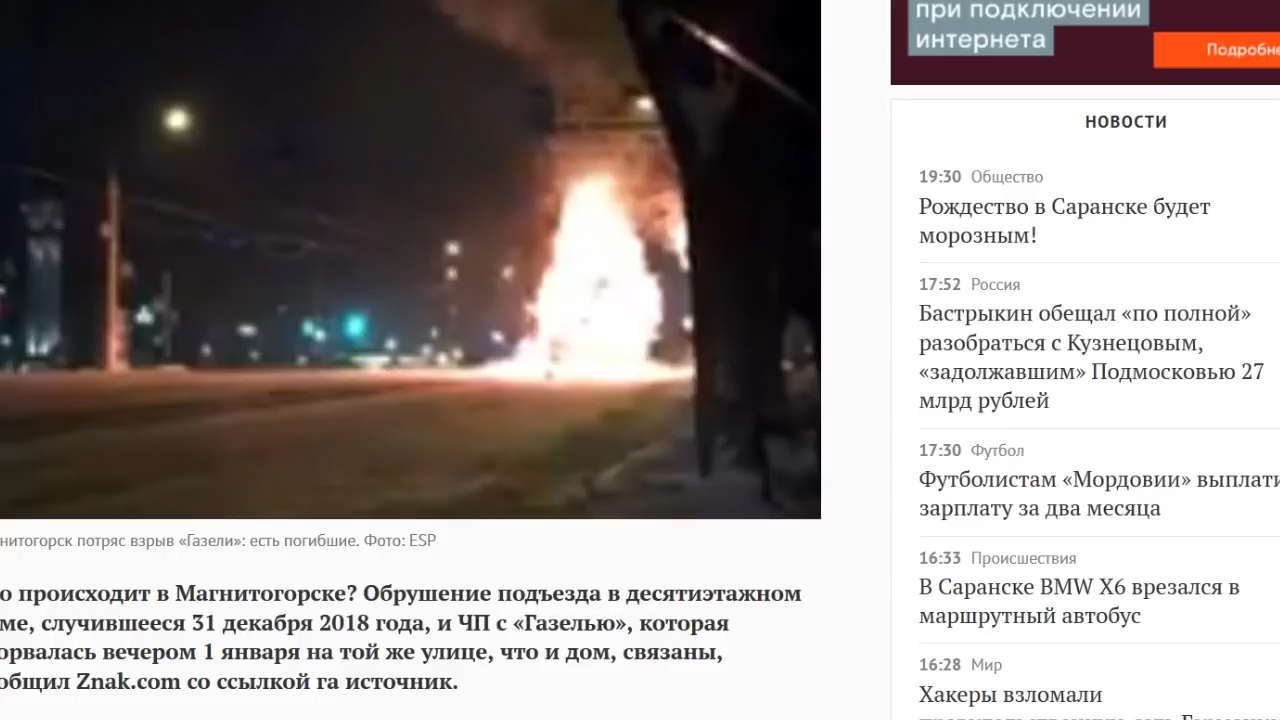 при подключении
интернета
Подробне
НОВОСТИ
19:30 Общество
Рождество в Саранске будет
морозным!
17:52 Россия
Бастрыкин обещал «по полной»
разобраться с Кузнецовым,
«задолжавшим» Подмосковью 27
млрд рублей
17:30 Футбол
Футболистам «Мордовии» выплати
зарплату за два месяца
16:33 Происшествия
В Саранске BMW X6 врезался в
маршрутный автобус
16:28 Мир
Хакеры взломали
нитогорск потряс взрыв «Газели»: есть погибшие. Фото: ESP
о происходит в Магнитогорске? Обрушение подъезда в десятиэтажном
ме, случившееся 31 декабря 2018 года, и ЧП с «Газелью», которая
орвалась вечером 1 января на той же улице, что и дом, связаны,
общил Znak.com со ссылкой га источник.